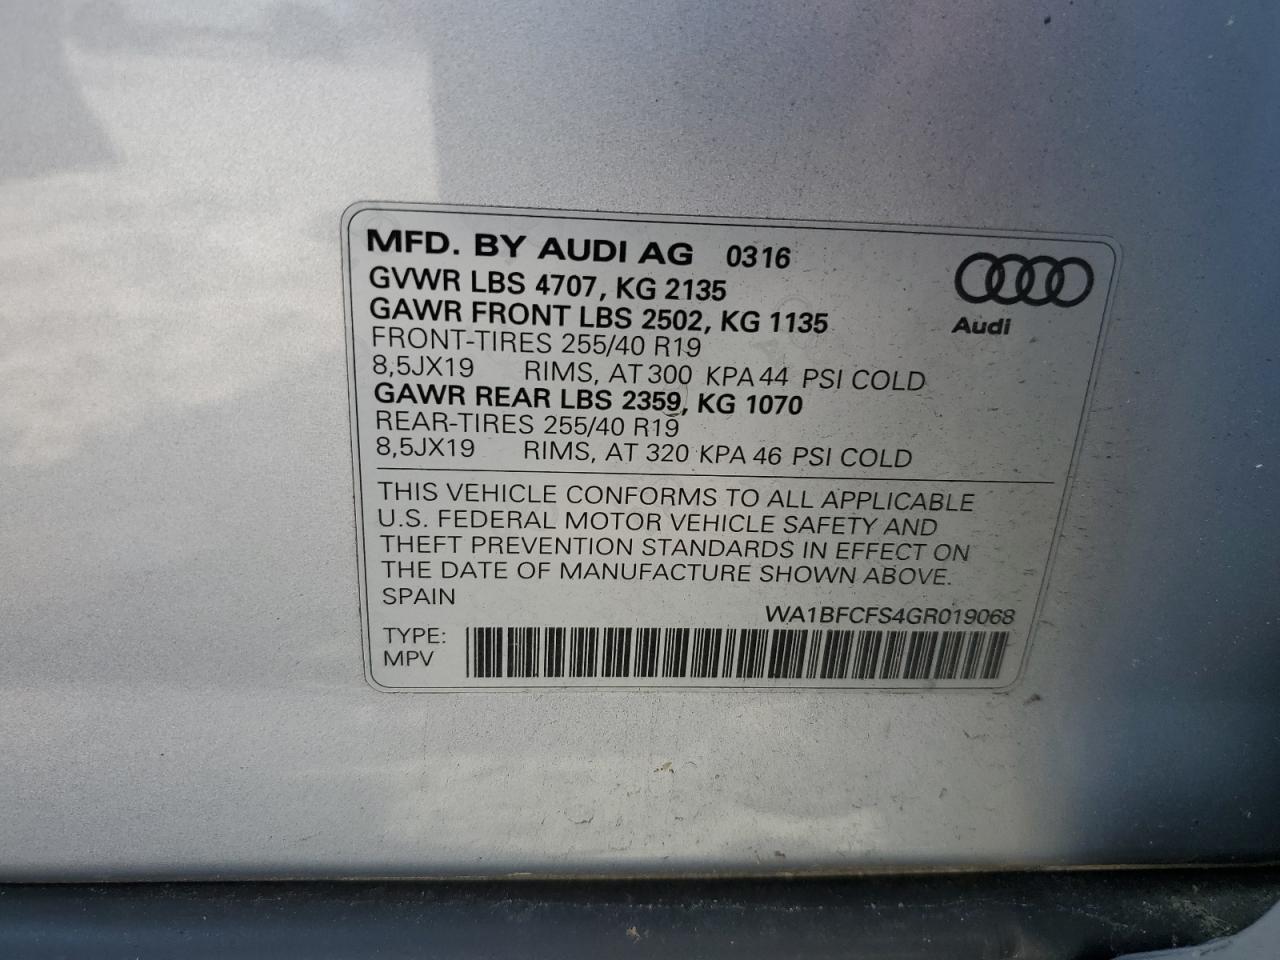 MFD. BY AUDI AG 0316
GVWR LBS 4707, KG 2135
GAWR FRONT LBS 2502, KG 1135
FRONT-TIRES 255/40 R19
8,5JX19 RIMS, AT 300 KPA 44 PSI COLD
GAWR REAR LBS 2359, KG 1070
REAR-TIRES 255/40 R19
8,5JX19 RIMS, AT 320 KPA 46 PSI COLD
Audi
THIS VEHICLE CONFORMS TO ALL APPLICABLE
U.S. FEDERAL MOTOR VEHICLE SAFETY AND
THEFT PREVENTION STANDARDS IN EFFECT ON
THE DATE OF MANUFACTURE SHOWN ABOVE.
SPAIN
WA1BFCFS4GR019068
TYPE:
MPV